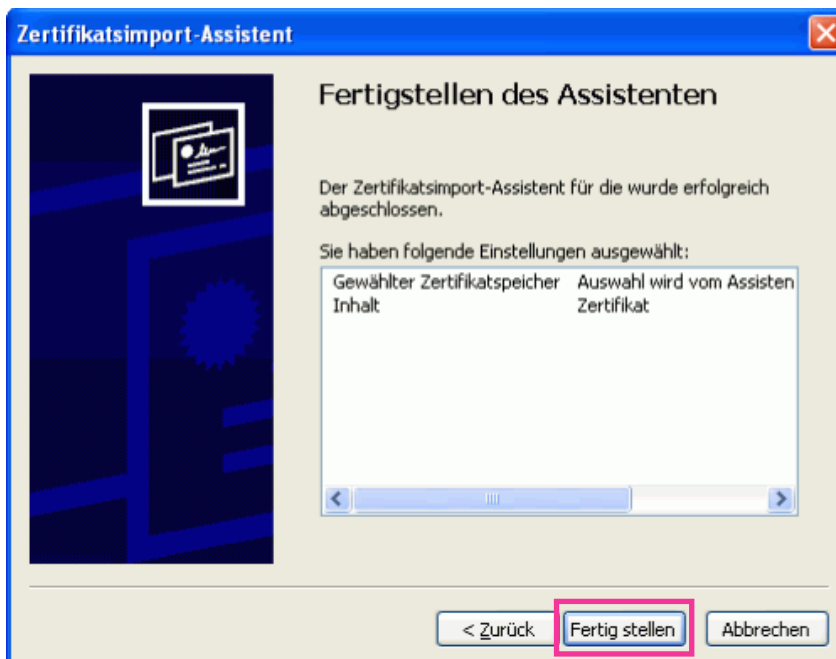 Zertifikatsimport-Assistent
Fertigstellen des Assistenten
Der Zertifikatsimport-Assistent für die wurde erfolgreich
abgeschlossen.
Sie haben folgende Einstellungen ausgewählt:
Gewählter Zertifikatspeicher Auswahl wird vom Assisten
Inhalt Zertifikat
< Zurück Fertig stellen Abbrechen